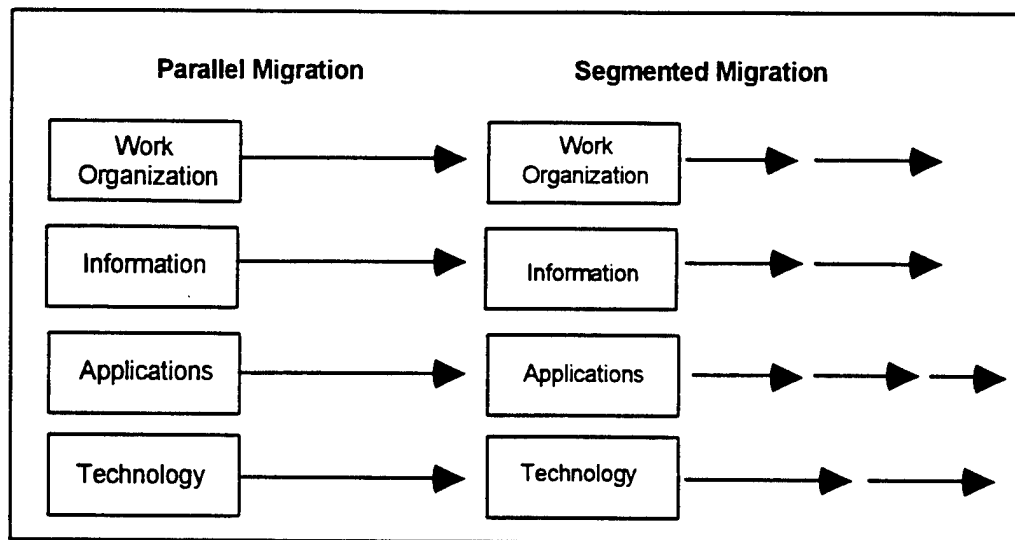 Parallel Migration
Segmented Migration
Work
Organization
Work
Organization
Information
Information
Applications
Applications
Technology
Technology